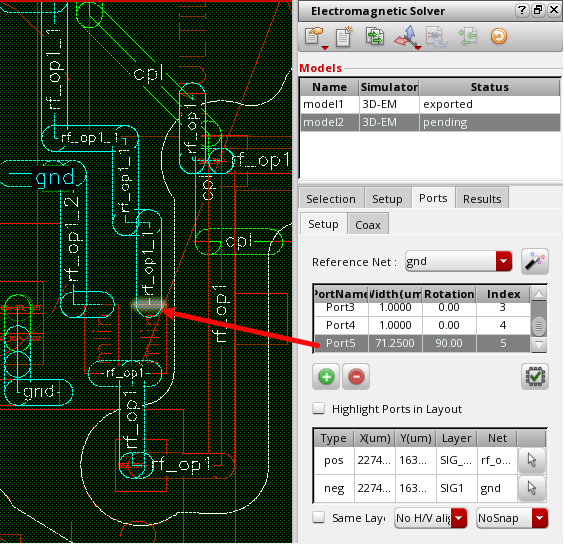 rf_op1_1
cpl
rf_op1_1
rf_op1
rf_op1
gnd
rf_op1_1
cpl
rf_op1_2
rf_op1_1
cpl
rf_op1
rf_op1
gnd
rf_op1
rf_op1
Electromagnetic Solver
Models
Name Simulator Status
model1 3D-EM exported
model2 3D-EM pending
Selection Setup Ports Results
Setup Coax
Reference Net : gnd
PortName Width(um Rotation Index
Port3 1.0000 0.00 3
Port4 1.0000 0.00 4
Port5 71.2500 90.00 5
Highlight Ports in Layout
Type X(um) Y(um) Layer Net
pos 2274... 163... SIG_... rf_o...
neg 2274... 163... SIG1 gnd
Same Laye No H/V alig NoSnap